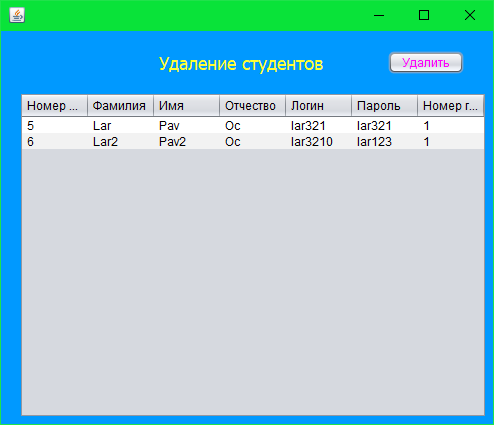 Удаление студентов
Удалить
Номер ... Фамилия Имя Отчество Логин Пароль Номер г...
5 Lar Pav Oc lar321 lar321 1
6 Lar2 Pav2 Oc lar3210 lar123 1